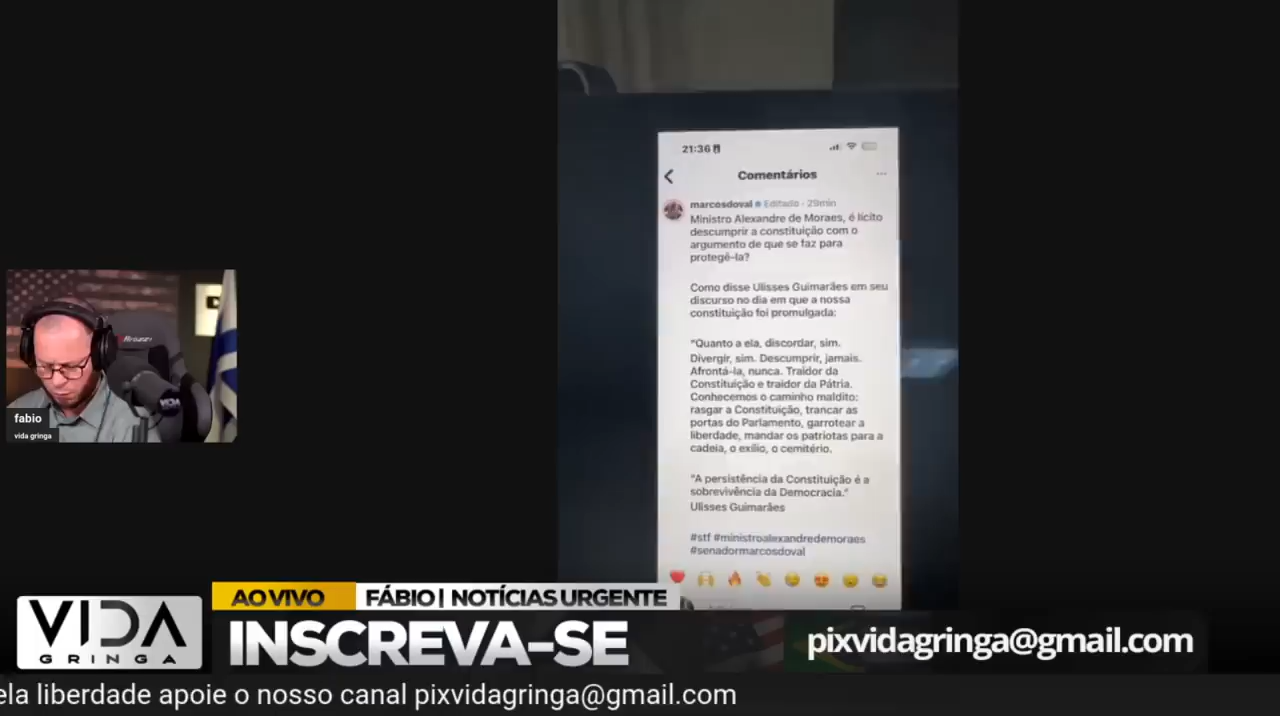 21:36
Comentários
marcosdoval Editado · 29min
Ministro Alexandre de Moraes, é lícito
descumprir a constituição com o
argumento de que se faz para
protegê-la?
Como disse Ulisses Guimarães em seu
discurso no dia em que a nossa
constituição foi promulgada:
"Quanto a ela, discordar, sim.
Divergir, sim. Descumprir, jamais.
Afrontá-la, nunca. Traidor da
Constituição e traidor da Pátria.
Conhecemos o caminho maldito:
rasgar a Constituição, trancar as
portas do Parlamento, garrotear a
liberdade, mandar os patriotas para a
cadeia, o exílio, o cemitério.
"A persistência da Constituição é a
sobrevivência da Democracia."
Ulisses Guimarães
#stf #ministroalexandredemoraes
#senadormarcosdoval
fabio
vida gringa
VIDA
GRINGA
AO VIVO FÁBIO| NOTÍCIAS URGENTE
INSCREVA-SE
pixvidagringa@gmail.com
ela liberdade apoie o nosso canal pixvidagringa@gmail.com